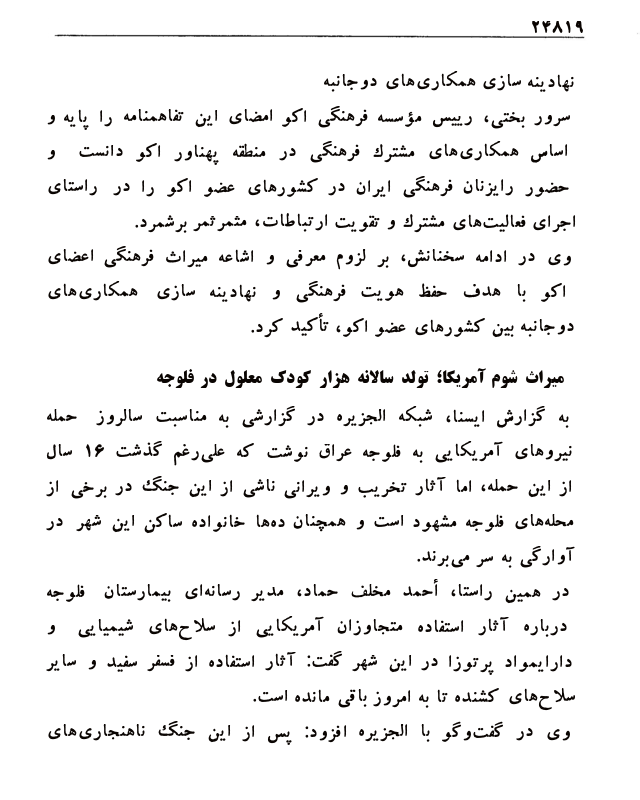 ۲۴۸۱۹
نهادینه سازی همکاری‌های دوجانبه
سرور بختی، رییس مؤسسه فرهنگی اکو امضای این تفاهمنامه را پایه و
اساس همکاری‌های مشترك فرهنگی در منطقه پهناور اکو دانست و
حضور رایزنان فرهنگی ایران در کشورهای عضو اکو را در راستای
اجرای فعالیت‌های مشترك و تقویت ارتباطات، مثمرثمر برشمرد.
وی در ادامه سخنانش، بر لزوم معرفی و اشاعه میراث فرهنگی اعضای
اکو با هدف حفظ هویت فرهنگی و نهادینه سازی همکاری‌های
دوجانبه بین کشورهای عضو اکو، تأکید کرد.
میراث شوم آمریکا؛ تولد سالانه هزار کودک معلول در فلوجه
به گزارش ایسنا، شبکه الجزیره در گزارشی به مناسبت سالروز حمله
نیروهای آمریکایی به فلوجه عراق نوشت که علی‌رغم گذشت ۱۶ سال
از این حمله، اما آثار تخریب و ویرانی ناشی از این جنگ در برخی از
محله‌های فلوجه مشهود است و همچنان ده‌ها خانواده ساکن این شهر در
آوارگی به سر می‌برند.
در همین راستا، أحمد مخلف حماد، مدیر رسانه‌ای بیمارستان فلوجه
درباره آثار استفاده متجاوزان آمریکایی از سلاح‌های شیمیایی و
دارایمواد پرتوزا در این شهر گفت: آثار استفاده از فسفر سفید و سایر
سلاح‌های کشنده تا به امروز باقی مانده است.
وی در گفت‌وگو با الجزیره افزود: پس از این جنگ ناهنجاری‌های